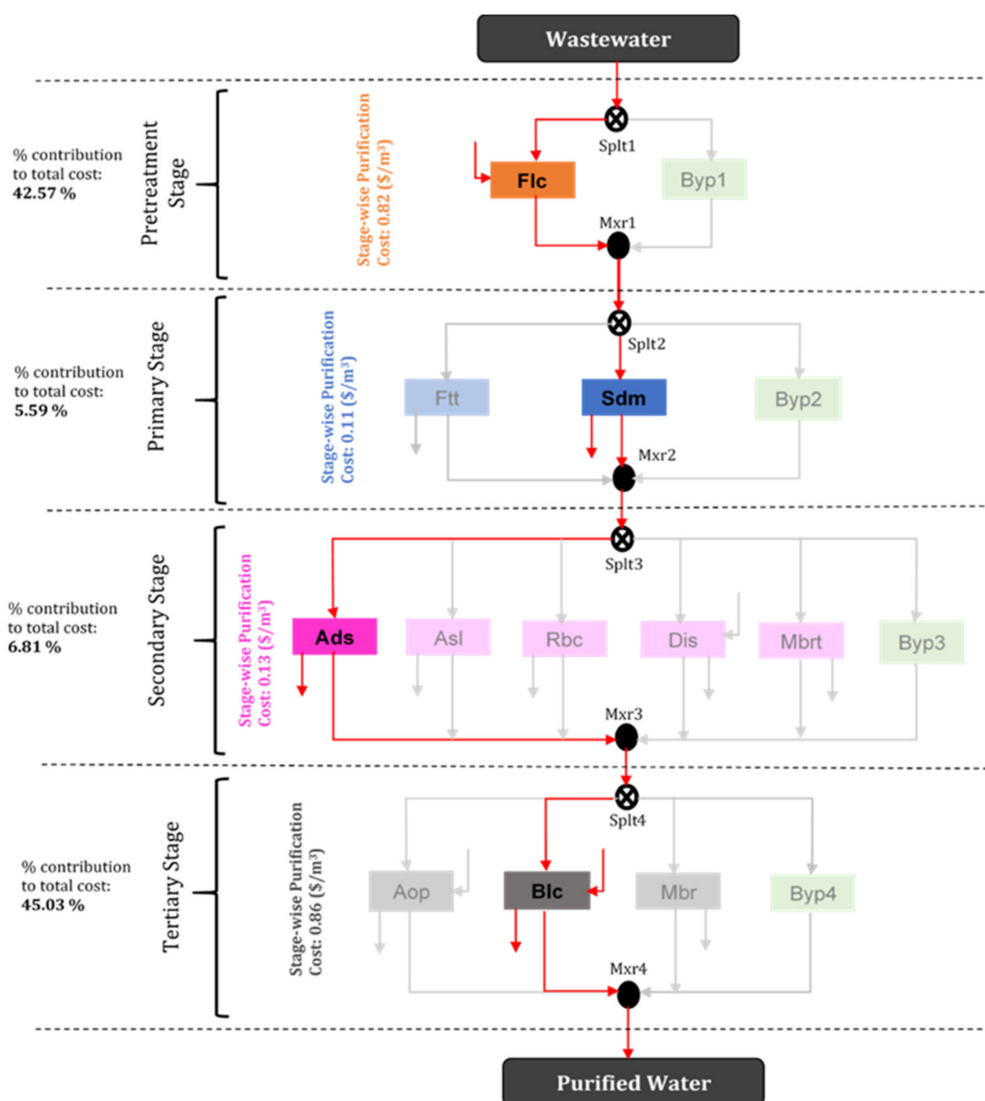 Wastewater
% contribution
to total cost:
42.57 %
Pretreatment
Stage
Stage-wise Purification
Cost: 0.82 ($/m³)
Splt1
Flc
Byp1
Mxr1
% contribution
to total cost:
5.59 %
Primary Stage
Stage-wise Purification
Cost: 0.11 ($/m³)
Splt2
Ftt
Sdm
Byp2
Mxr2
% contribution
to total cost:
6.81 %
Secondary Stage
Stage-wise Purification
Cost: 0.13 ($/m³)
Splt3
Ads
Asl
Rbc
Dis
Mbrt
Byp3
Mxr3
% contribution
to total cost:
45.03 %
Tertiary Stage
Stage-wise Purification
Cost: 0.86 ($/m³)
Splt4
Aop
Blc
Mbr
Byp4
Mxr4
Purified Water